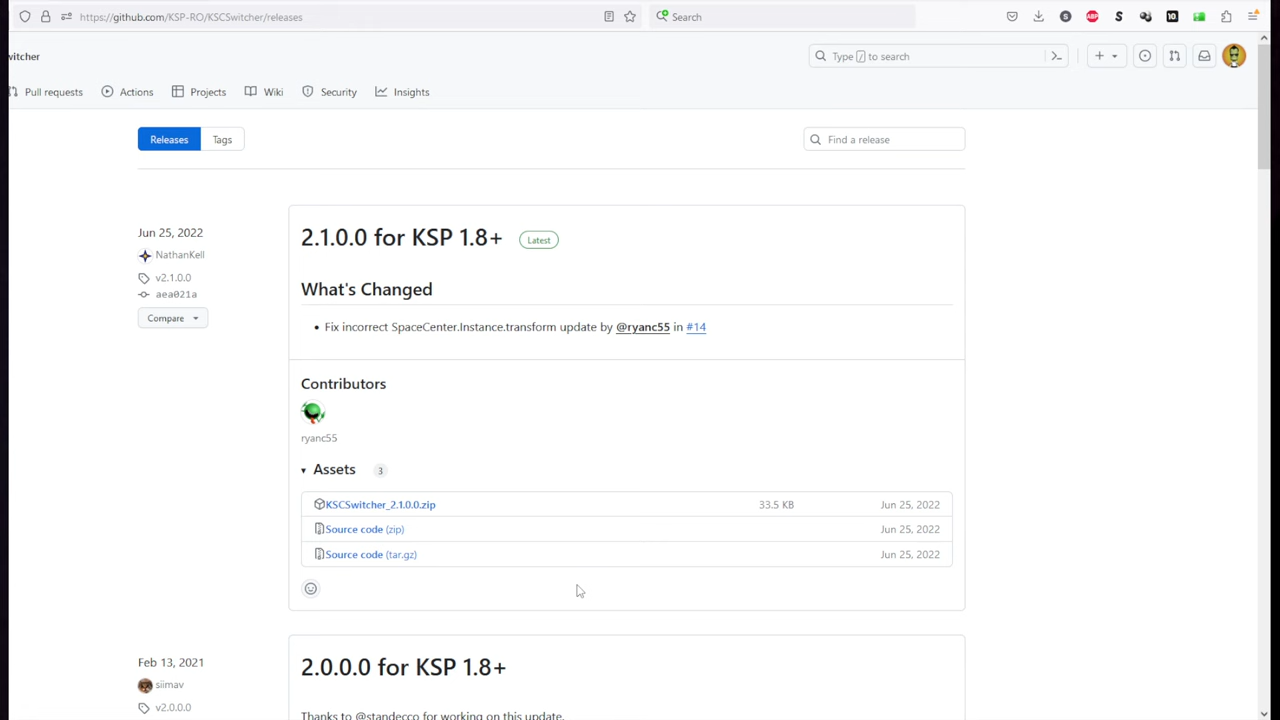 https://github.com/KSP-RO/KSCSwitcher/releases
Search
ABP
S
10
witcher
Type / to search
Pull requests
Actions
Projects
Wiki
Security
Insights
Releases
Tags
Find a release
Jun 25, 2022
NathanKell
v2.1.0.0
aea021a
Compare
2.1.0.0 for KSP 1.8+
Latest
What's Changed
Fix incorrect SpaceCenter.Instance.transform update by @ryanc55 in #14
Contributors
ryanc55
Assets 3
KSCSwitcher_2.1.0.0.zip 33.5 KB Jun 25, 2022
Source code (zip) Jun 25, 2022
Source code (tar.gz) Jun 25, 2022
Feb 13, 2021
siimav
v2.0.0.0
2.0.0.0 for KSP 1.8+
Thanks to @standecco for working on this update.